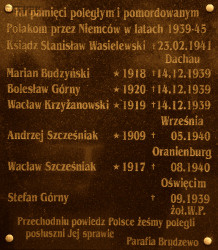 Ku pamięci poległym i pomordowanym
Polakom przez Niemców w latach 1939-45
Ksiądz Stanisław Wasielewski †23.02.1941
Dachau
Marian Budzyński * 1918 †14.12.1939
Bolesław Górny * 1920 †14.12.1939
Wacław Krzyżanowski * 1919 †14.12.1939
Września
Andrzej Szcześniak * 1909 † 05.1940
Oranienburg
Wacław Szcześniak * 1917 † 08.1940
Oświęcim
Stefan Górny † 09.1939
żoł.W.P.
Przechodniu powiedz Polsce żeśmy polegli
posłuszni Jej sprawie
Parafia Brudzewo